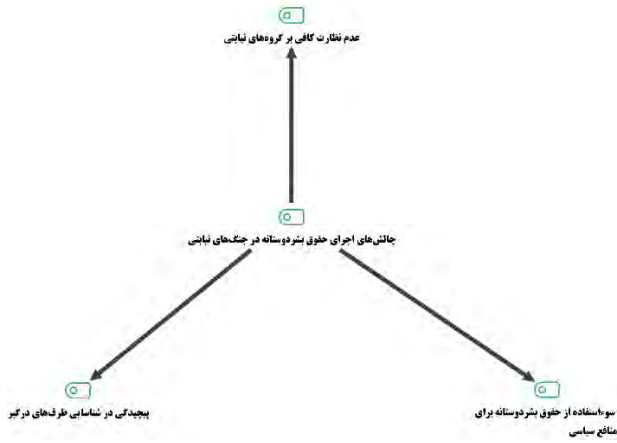 عدم نظارت کافی بر گروه‌های نیابتی
چالش‌های اجرای حقوق بشردوستانه در جنگ‌های نیابتی
پیچیدگی در شناسایی طرف‌های درگیر
سوءاستفاده از حقوق بشردوستانه برای
منافع سیاسی